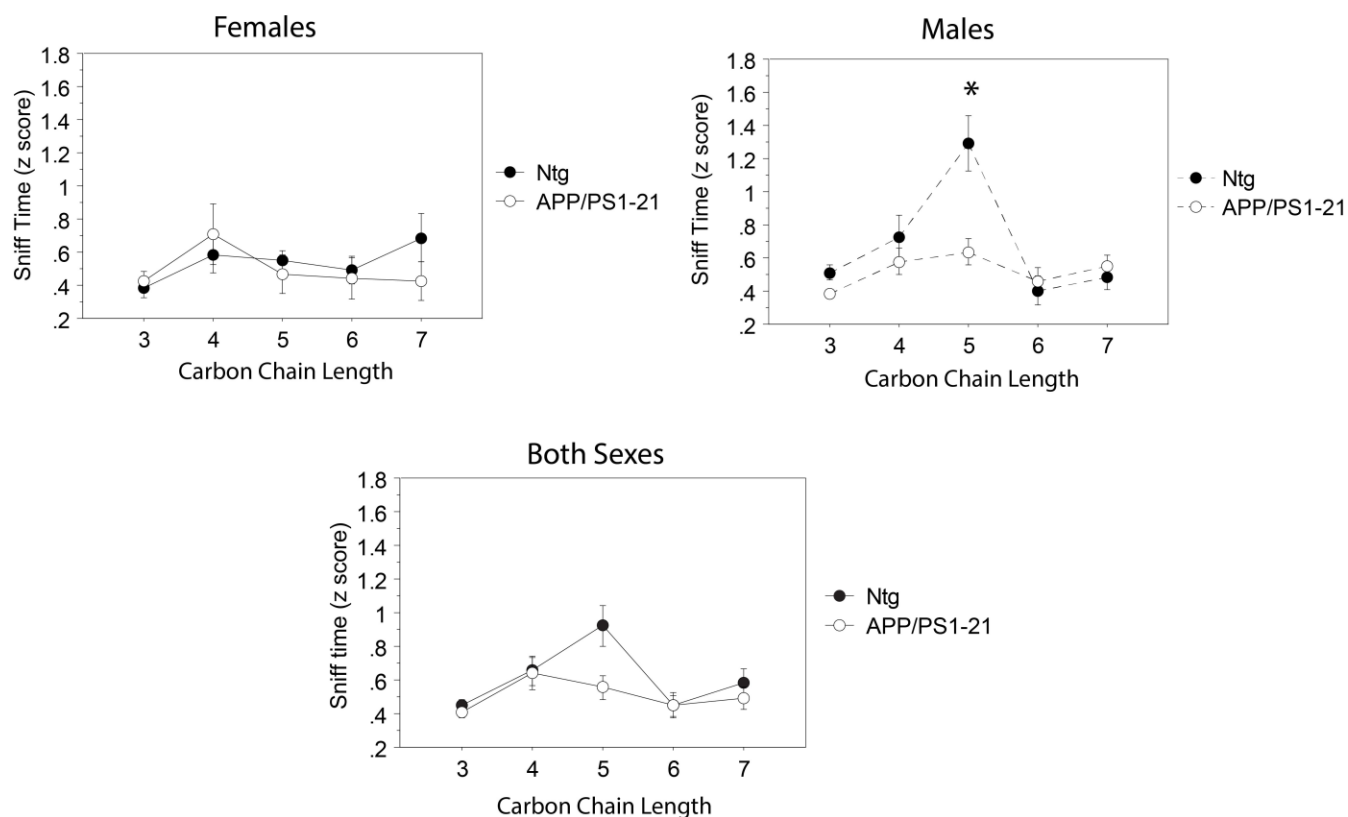 Females
1.8
1.6
1.4
1.2
1
.8
.6
.4
.2
Sniff Time (z score)
3 4 5 6 7
Carbon Chain Length
Ntg
APP/PS1-21
Males
1.8
1.6
1.4
1.2
1
.8
.6
.4
.2
Sniff Time (z score)
*
3 4 5 6 7
Carbon Chain Length
Ntg
APP/PS1-21
Both Sexes
1.8
1.6
1.4
1.2
1
.8
.6
.4
.2
Sniff time (z score)
3 4 5 6 7
Carbon Chain Length
Ntg
APP/PS1-21